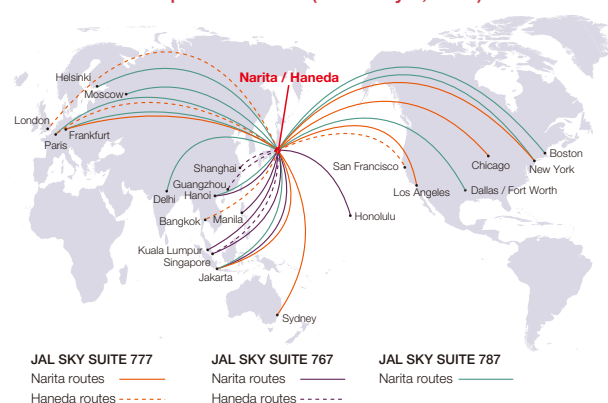 Narita / Haneda
Helsinki
Moscow
London
Paris
Frankfurt
Shanghai
Guangzhou
Hanoi
Delhi
Bangkok
Manila
Kuala Lumpur
Singapore
Jakarta
Sydney
Honolulu
San Francisco
Los Angeles
Chicago
Dallas / Fort Worth
Boston
New York
JAL SKY SUITE 777
Narita routes
Haneda routes
JAL SKY SUITE 767
Narita routes
Haneda routes
JAL SKY SUITE 787
Narita routes